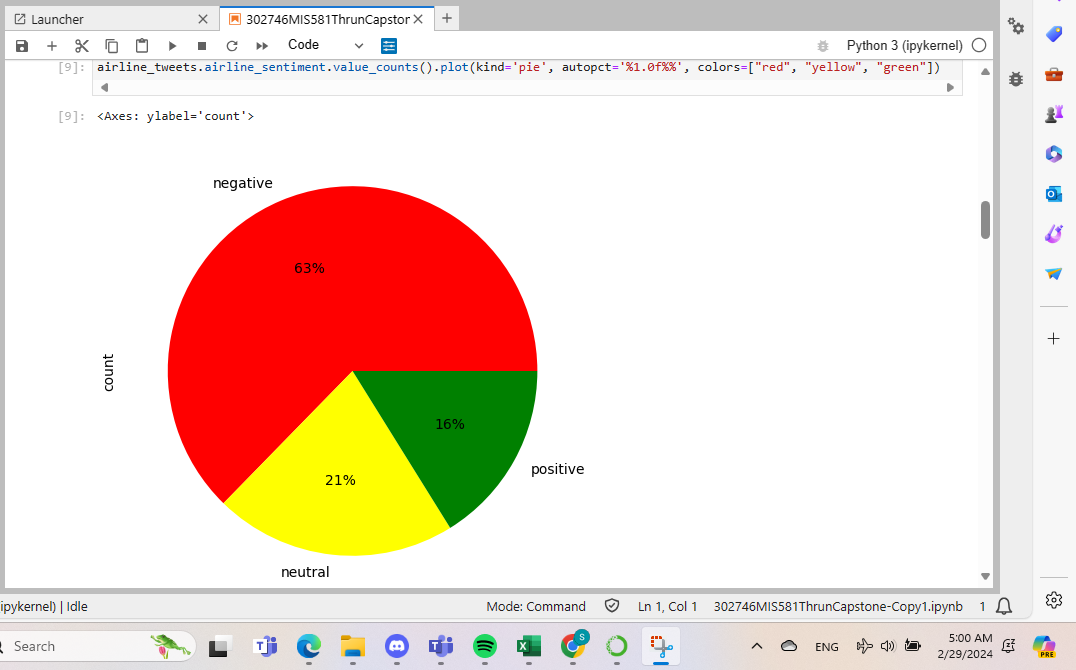 Launcher
302746MIS581ThrunCapstor
Code
Python 3 (ipykernel)
[9]: airline_tweets.airline_sentiment.value_counts().plot(kind='pie', autopct='%1.0f%%', colors=["red", "yellow", "green"])
[9]: <Axes: ylabel='count'>
negative
63%
count
16%
21%
positive
neutral
ipykernel) | Idle
Mode: Command
Ln 1, Col 1
302746MIS581ThrunCapstone-Copy1.ipynb
1
Search
S
ENG
5:00 AM
2/29/2024
PRE